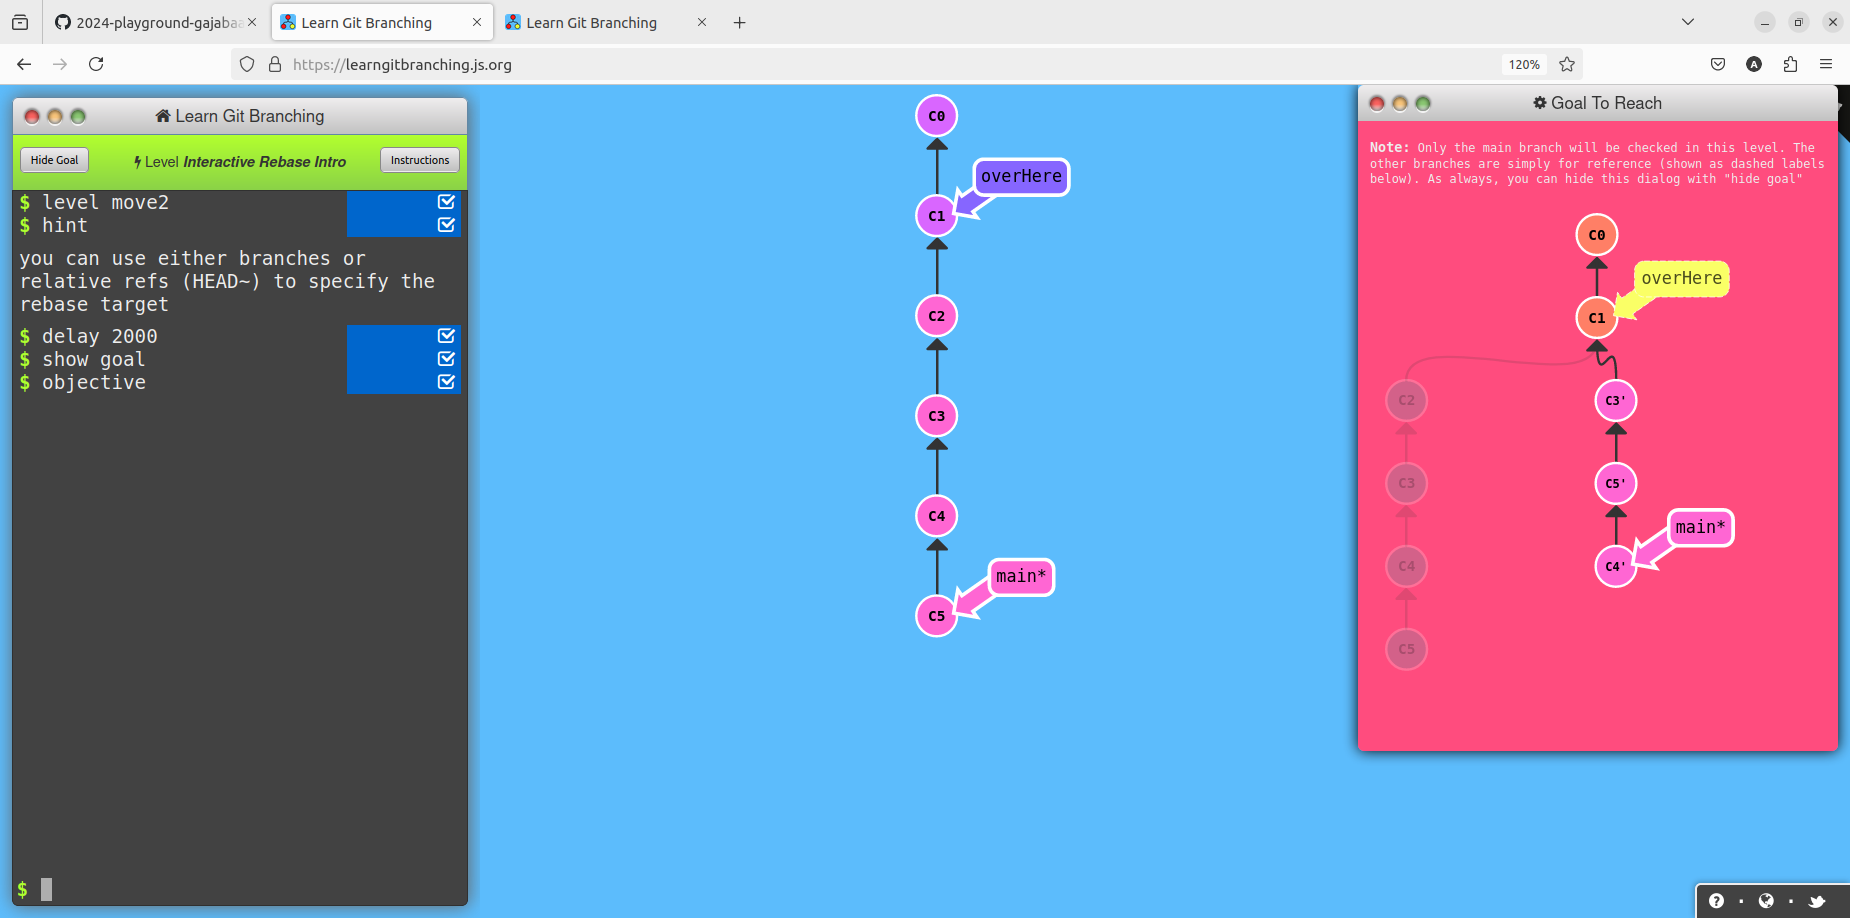 2024-playground-gajaba
Learn Git Branching
Learn Git Branching
https://learngitbranching.js.org
120%
A
Learn Git Branching
Hide Goal
Level Interactive Rebase Intro
Instructions
$ level move2
$ hint
you can use either branches or
relative refs (HEAD~) to specify the
rebase target
$ delay 2000
$ show goal
$ objective
$
C0
overHere
C1
C2
C3
C4
main*
C5
Goal To Reach
Note: Only the main branch will be checked in this level. The
other branches are simply for reference (shown as dashed labels
below). As always, you can hide this dialog with "hide goal"
C0
overHere
C1
C2
C3'
C3
C5'
main*
C4
C4'
C5
?